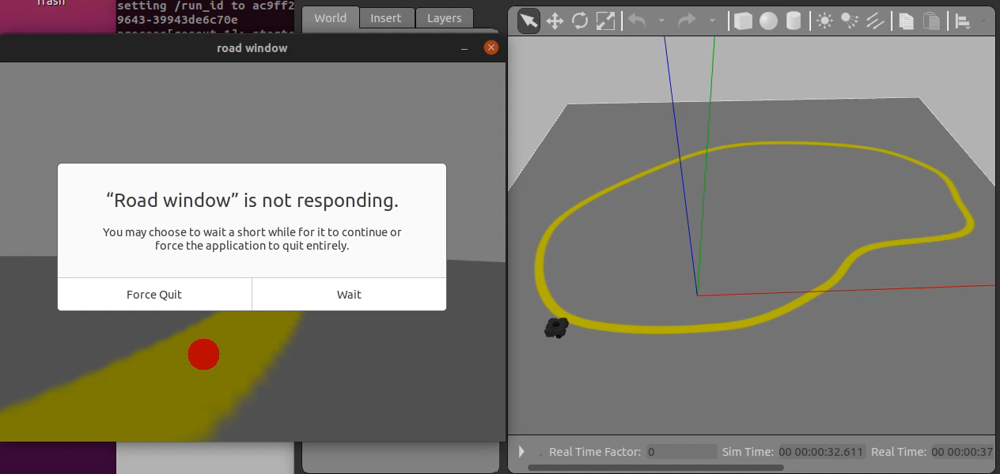 Trash
setting /run_id to ac9ff2
9643-39943de6c70e
World
Insert
Layers
road window
“Road window” is not responding.
You may choose to wait a short while for it to continue or
force the application to quit entirely.
Force Quit
Wait
Real Time Factor: 0 Sim Time: 00 00:00:32.611 Real Time: 00 00:00:37